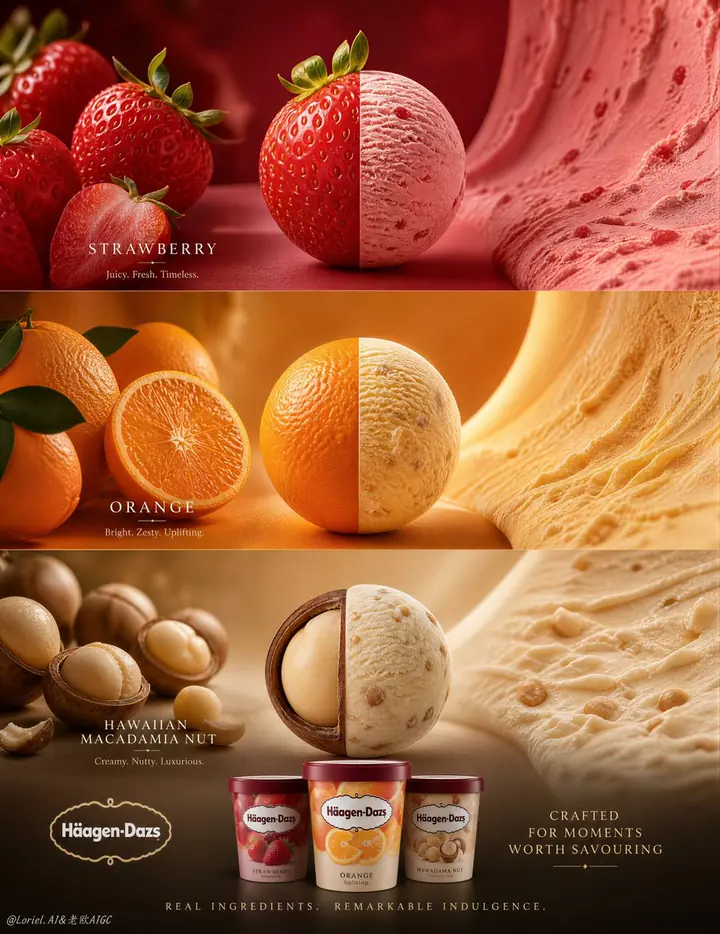 STRAWBERRY
Juicy. Fresh. Timeless.
ORANGE
Bright. Zesty. Uplifting.
HAWAIIAN
MACADAMIA NUT
Creamy. Nutty. Luxurious.
Häagen-Dazs
Häagen-Dazs
STRAWBERRY
Häagen-Dazs
ORANGE
Uplifting.
Häagen-Dazs
CRAFTED
FOR MOMENTS
WORTH SAVOURING
REAL INGREDIENTS. REMARKABLE INDULGENCE.
@Loriel.AI&老欧AIGC